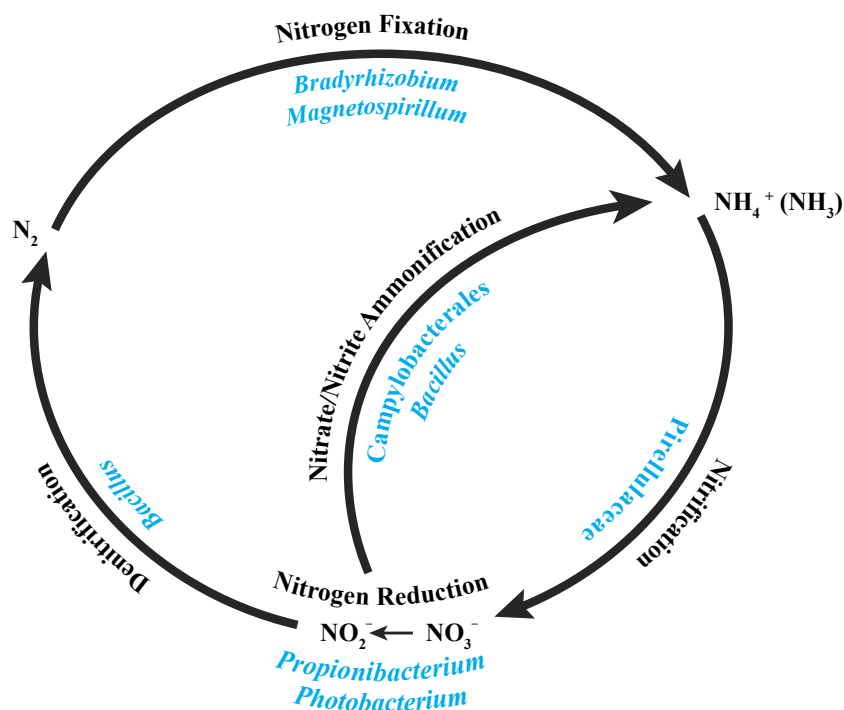 Nitrogen Fixation
Bradyrhizobium
Magnetospirillum
N₂
NH₄⁺ (NH₃)
Nitrate/Nitrite Ammonification
Campylobacterales
Bacillus
Pirellulaceae
Nitrification
Bacillus
Denitrification
Nitrogen Reduction
NO₂⁻ ← NO₃⁻
Propionibacterium
Photobacterium